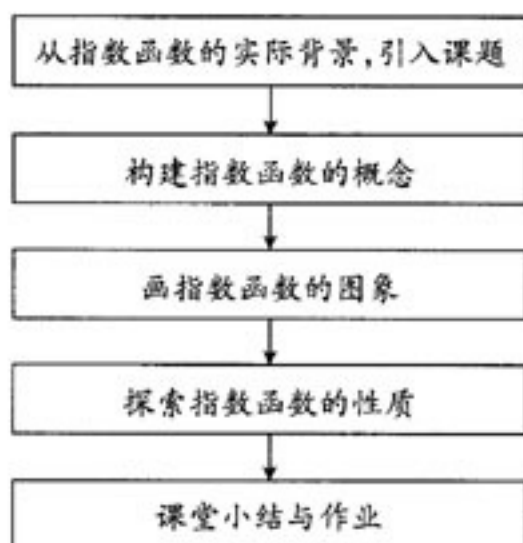 从指数函数的实际背景,引入课题
构建指数函数的概念
画指数函数的图象
探索指数函数的性质
课堂小结与作业